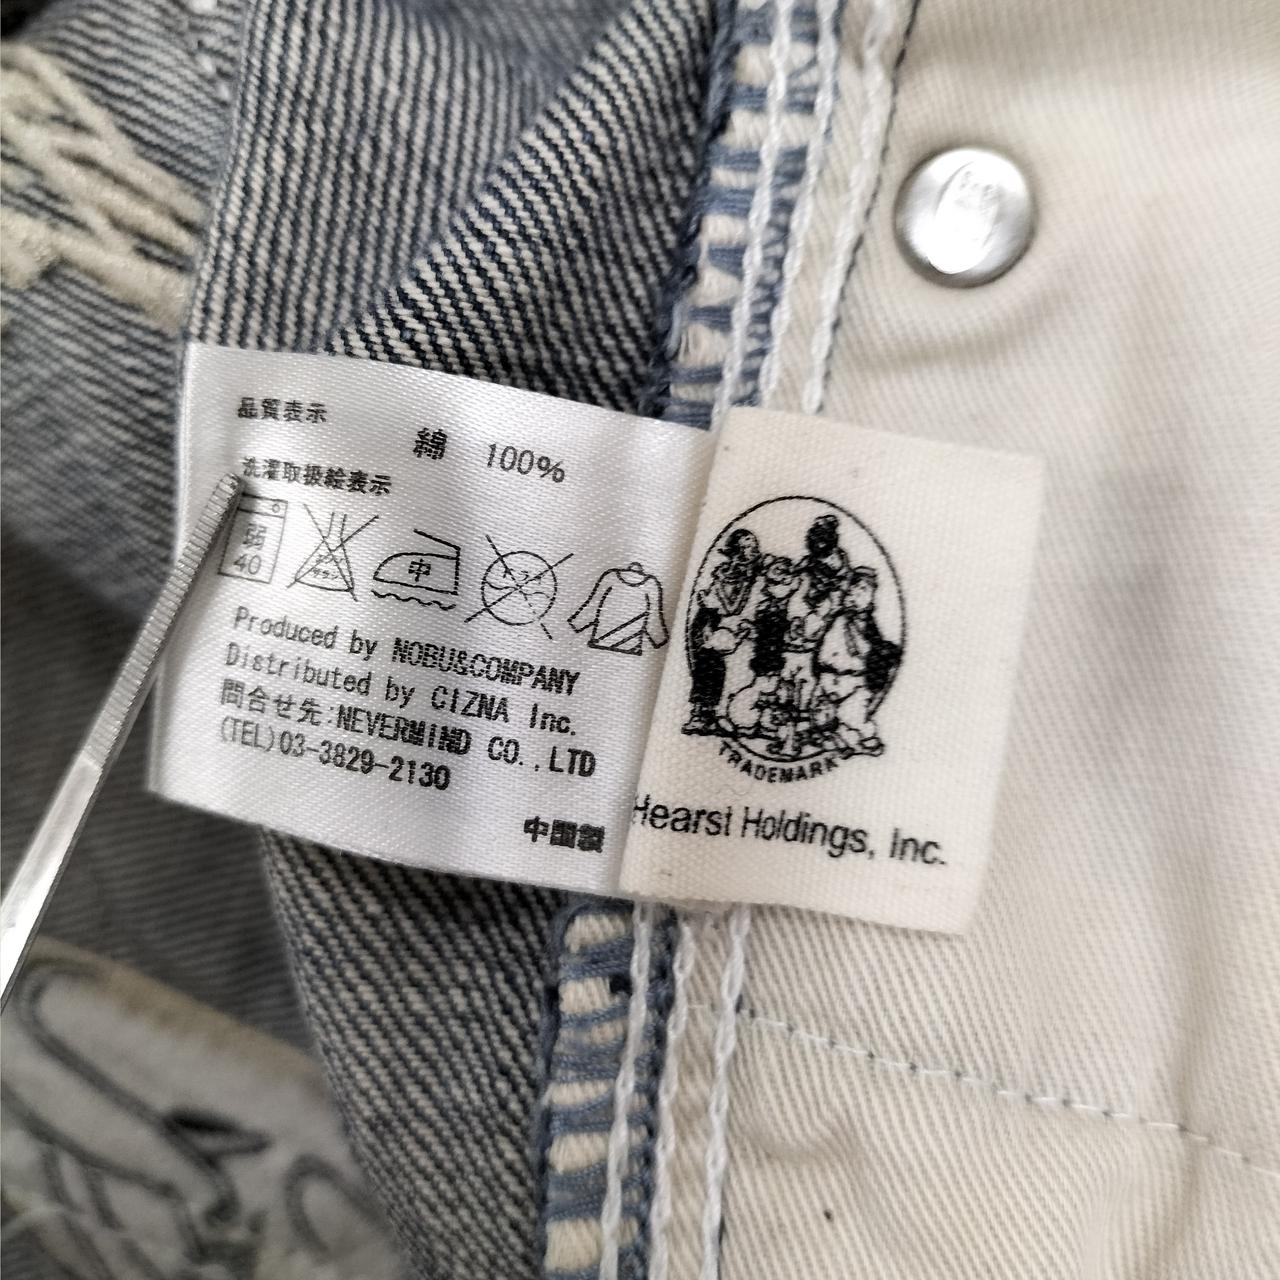 品質表示
綿 100%
洗濯取扱絵表示
弱
40
中
Produced by NOBU&COMPANY
Distributed by CIZNA Inc.
問合せ先:NEVERMIND CO.,LTD
(TEL)03-3829-2130
中国製
TRADEMARK
Hearst Holdings, Inc.